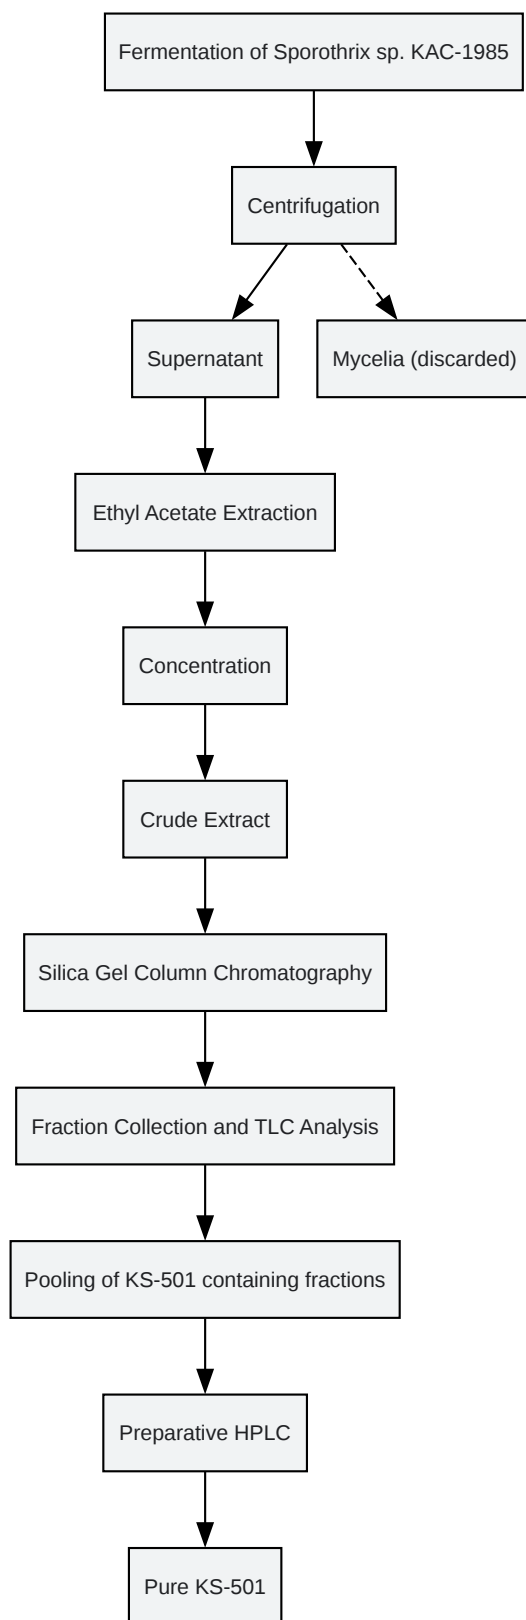 Fermentation of Sporothrix sp. KAC-1985
Centrifugation
Supernatant
Mycelia (discarded)
Ethyl Acetate Extraction
Concentration
Crude Extract
Silica Gel Column Chromatography
Fraction Collection and TLC Analysis
Pooling of KS-501 containing fractions
Preparative HPLC
Pure KS-501